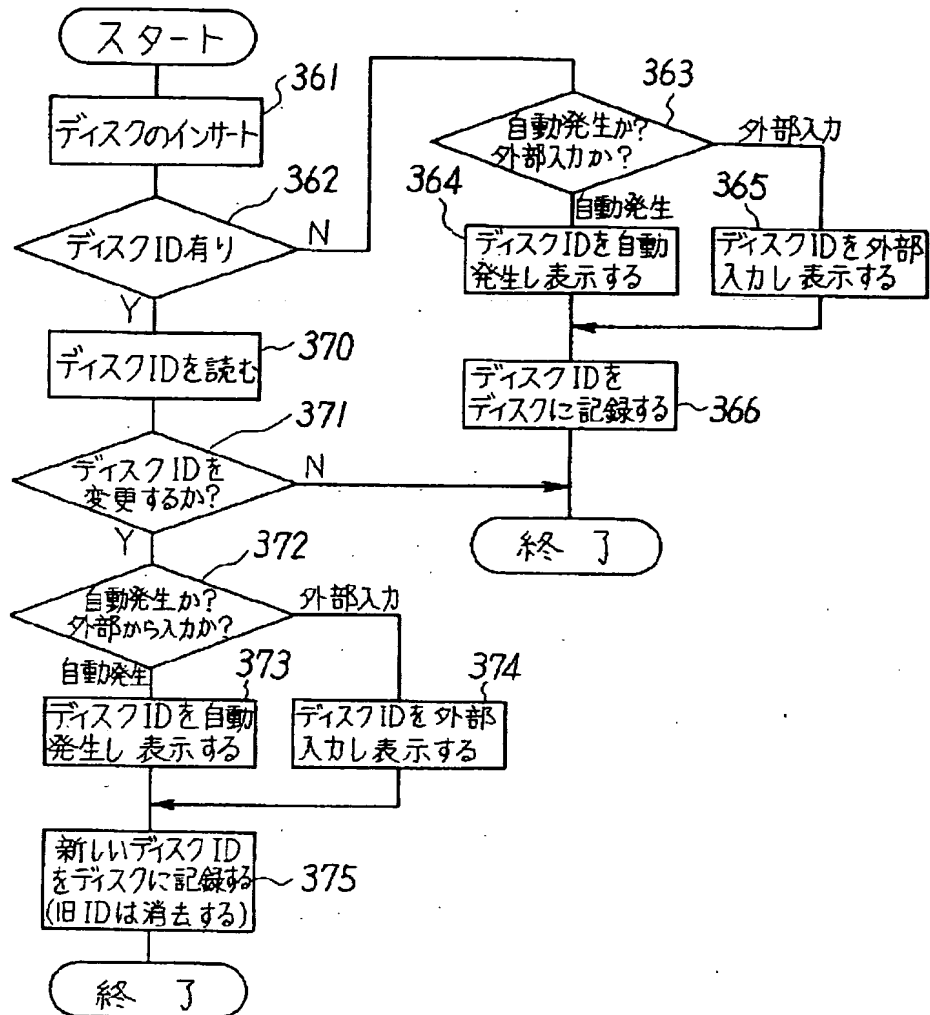 スタート
361
ディスクのインサート
362
ディスクID有り
N
Y
370
ディスクIDを読む
371
ディスクIDを
変更するか?
N
Y
372
自動発生か?
外部から入力か?
外部入力
自動発生
373
ディスクIDを自動
発生し表示する
374
ディスクIDを外部
入力し表示する
新しいディスクID
をディスクに記録する
(旧IDは消去する)
375
終了
363
自動発生か?
外部入力か?
外部入力
自動発生
364
ディスクIDを自動
発生し表示する
365
ディスクIDを外部
入力し表示する
ディスクIDを
ディスクに記録する
366
終了